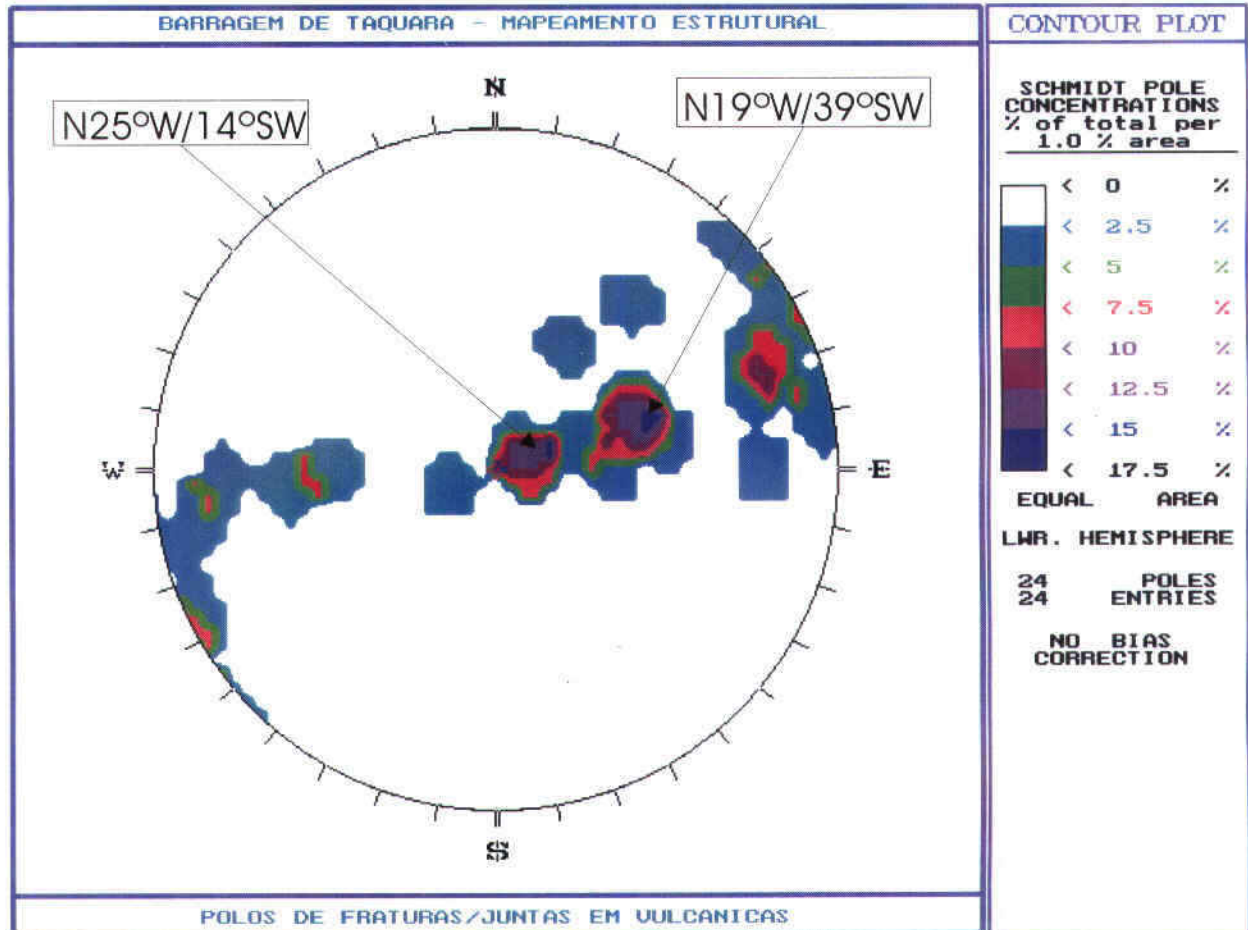 BARRAGEM DE TAQUARA - MAPEAMENTO ESTRUTURAL
N25°W/14°SW
N19°W/39°SW
N
W
E
S
POLOS DE FRATURAS/JUNTAS EM VULCANICAS
CONTOUR PLOT
SCHMIDT POLE
CONCENTRATIONS
% of total per
1.0 % area
< 0 %
< 2.5 %
< 5 %
< 7.5 %
< 10 %
< 12.5 %
< 15 %
< 17.5 %
EQUAL AREA
LWR. HEMISPHERE
24 POLES
24 ENTRIES
NO BIAS
CORRECTION